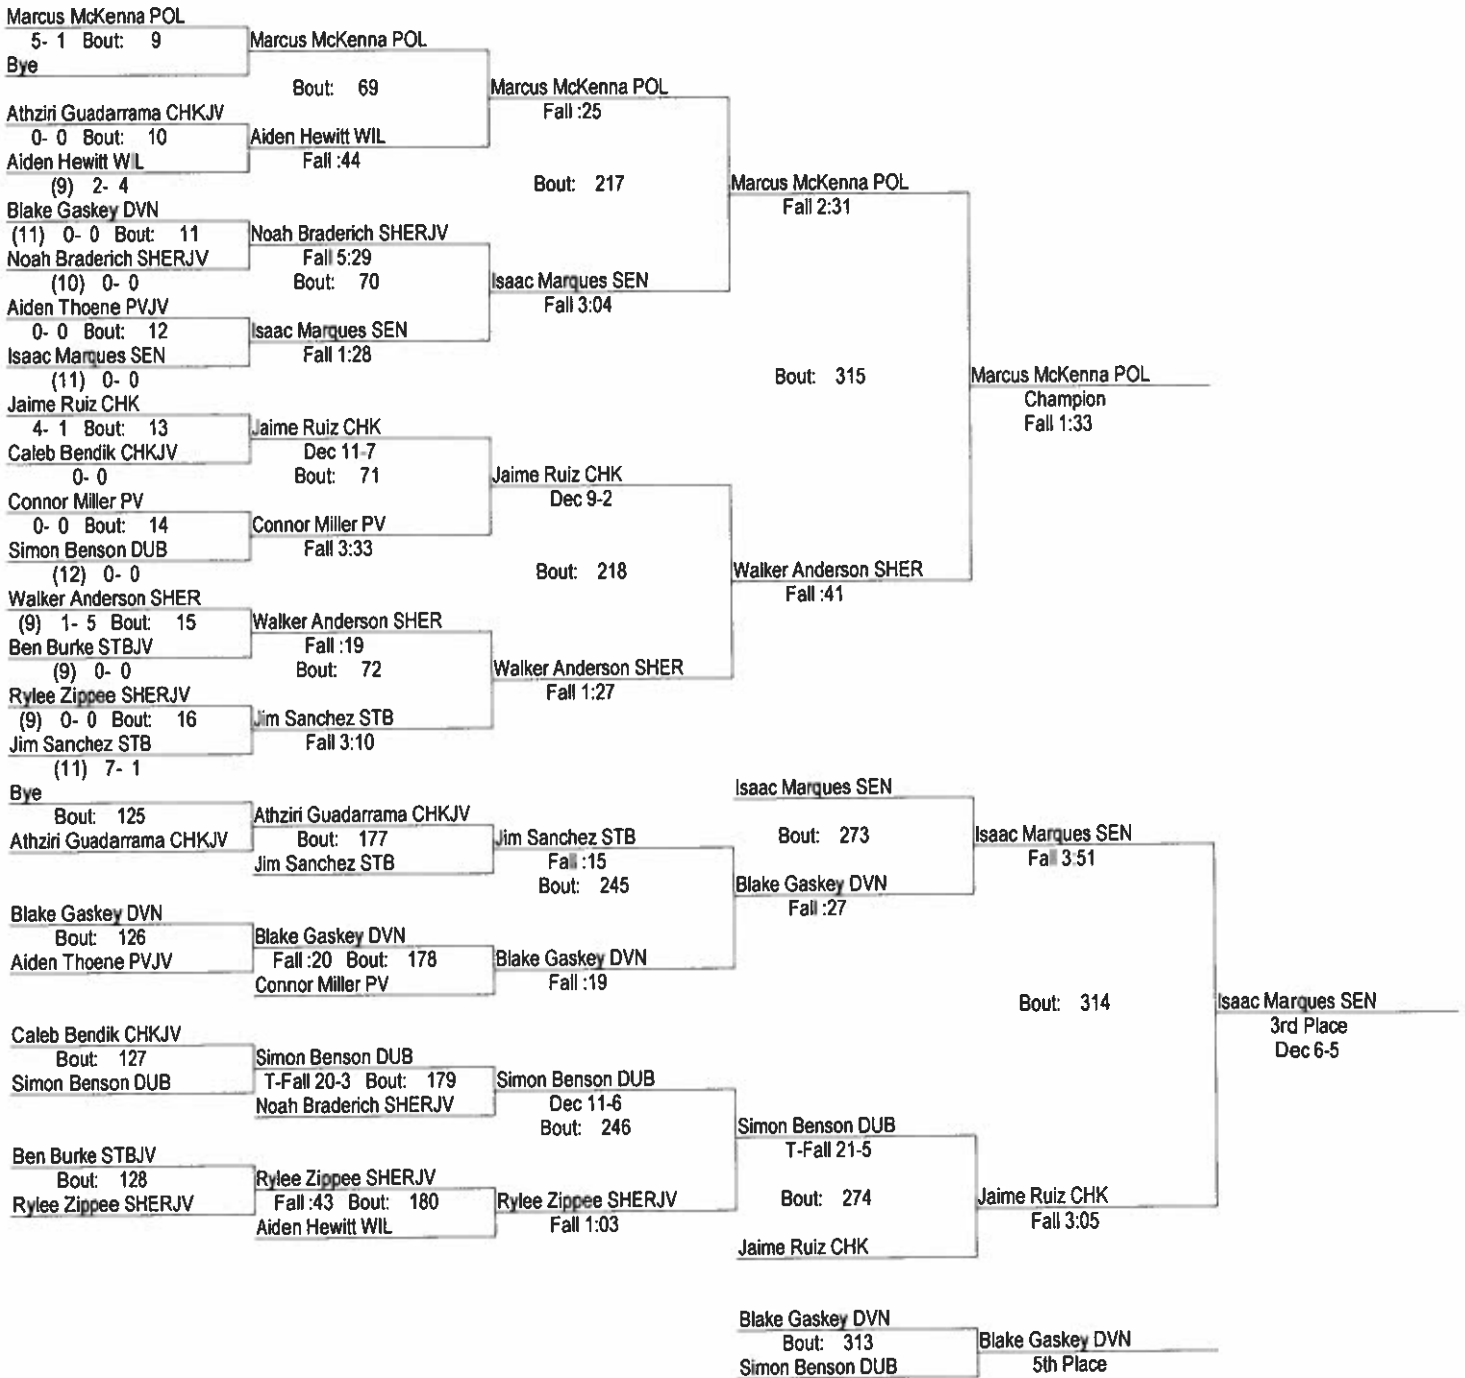 Marcus McKenna POL
5- 1 Bout: 9
Bye
Marcus McKenna POL
Bout: 69
Athziri Guadarrama CHKJV
0- 0 Bout: 10
Aiden Hewitt WIL
(9) 2- 4
Aiden Hewitt WIL
Fall :44
Marcus McKenna POL
Fall :25
Bout: 217
Blake Gaskey DVN
(11) 0- 0 Bout: 11
Noah Braderich SHERJV
(10) 0- 0
Noah Braderich SHERJV
Fall 5:29
Bout: 70
Aiden Thoene PVJV
0- 0 Bout: 12
Isaac Marques SEN
(11) 0- 0
Isaac Marques SEN
Fall 1:28
Isaac Marques SEN
Fall 3:04
Marcus McKenna POL
Fall 2:31
Bout: 315
Marcus McKenna POL
Champion
Fall 1:33
Jaime Ruiz CHK
4- 1 Bout: 13
Caleb Bendik CHKJV
0- 0
Jaime Ruiz CHK
Dec 11-7
Bout: 71
Connor Miller PV
0- 0 Bout: 14
Simon Benson DUB
(12) 0- 0
Connor Miller PV
Fall 3:33
Jaime Ruiz CHK
Dec 9-2
Bout: 218
Walker Anderson SHER
(9) 1- 5 Bout: 15
Ben Burke STBJV
(9) 0- 0
Walker Anderson SHER
Fall :19
Bout: 72
Rylee Zippee SHERJV
(9) 0- 0 Bout: 16
Jim Sanchez STB
(11) 7- 1
Jim Sanchez STB
Fall 3:10
Walker Anderson SHER
Fall 1:27
Walker Anderson SHER
Fall :41
Bye
Bout: 125
Athziri Guadarrama CHKJV
Athziri Guadarrama CHKJV
Bout: 177
Jim Sanchez STB
Jim Sanchez STB
Fall :15
Bout: 245
Blake Gaskey DVN
Bout: 126
Aiden Thoene PVJV
Blake Gaskey DVN
Fall :20 Bout: 178
Connor Miller PV
Blake Gaskey DVN
Fall :19
Isaac Marques SEN
Bout: 273
Blake Gaskey DVN
Fall :27
Isaac Marques SEN
Fall 3:51
Bout: 314
Isaac Marques SEN
3rd Place
Dec 6-5
Caleb Bendik CHKJV
Bout: 127
Simon Benson DUB
Simon Benson DUB
T-Fall 20-3 Bout: 179
Noah Braderich SHERJV
Simon Benson DUB
Dec 11-6
Bout: 246
Ben Burke STBJV
Bout: 128
Rylee Zippee SHERJV
Rylee Zippee SHERJV
Fall :43 Bout: 180
Aiden Hewitt WIL
Rylee Zippee SHERJV
Fall 1:03
Simon Benson DUB
T-Fall 21-5
Bout: 274
Jaime Ruiz CHK
Jaime Ruiz CHK
Fall 3:05
Blake Gaskey DVN
Bout: 313
Simon Benson DUB
Blake Gaskey DVN
5th Place